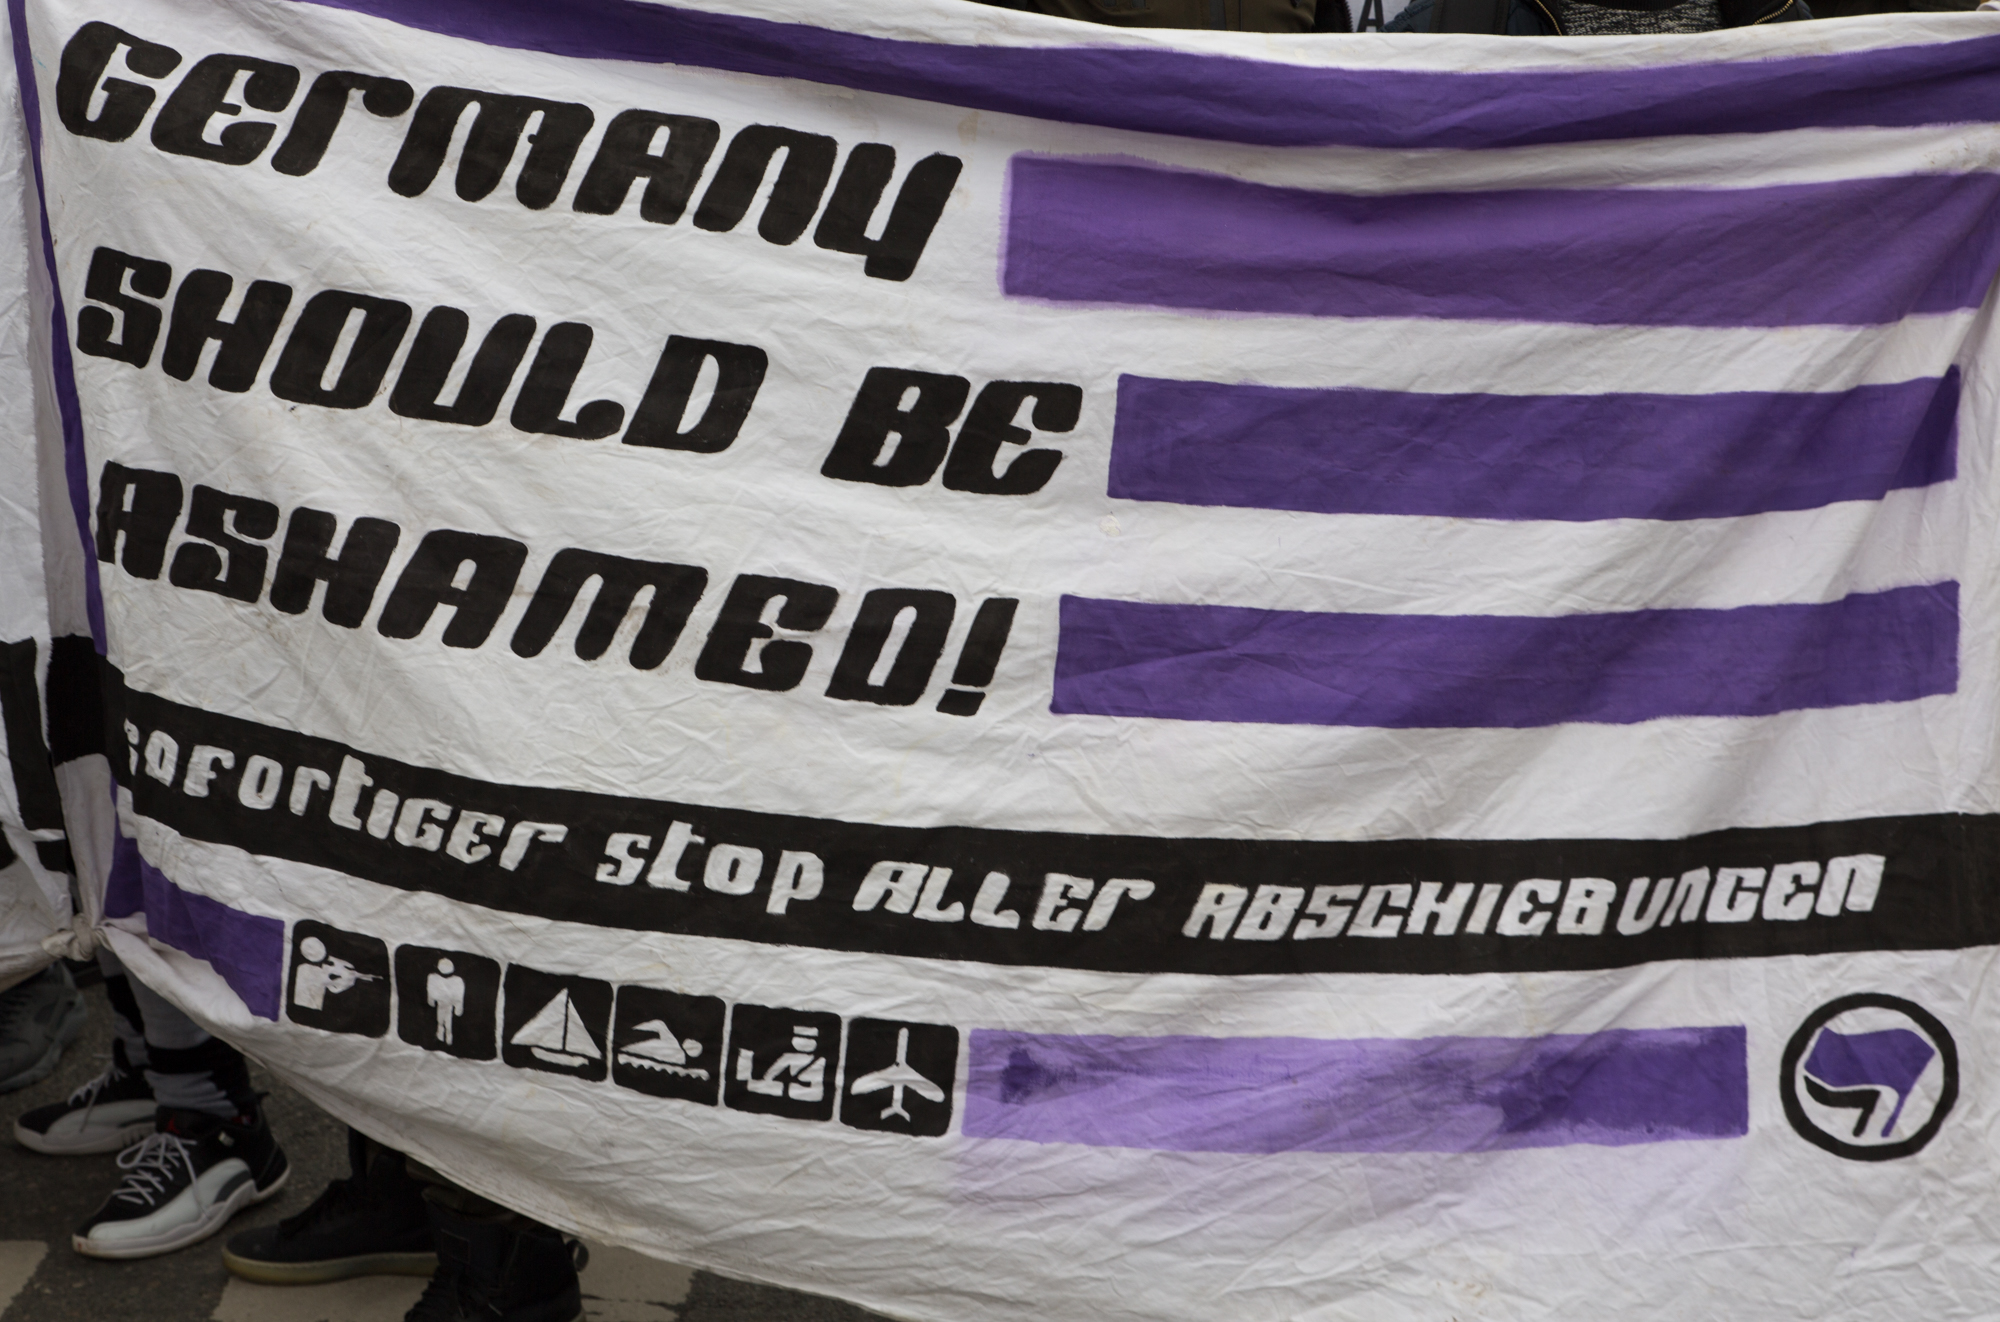 GERMANY
SHOULD BE
ASHAMED!
SOFORTIGER STOP ALLER ABSCHIEBUNGEN